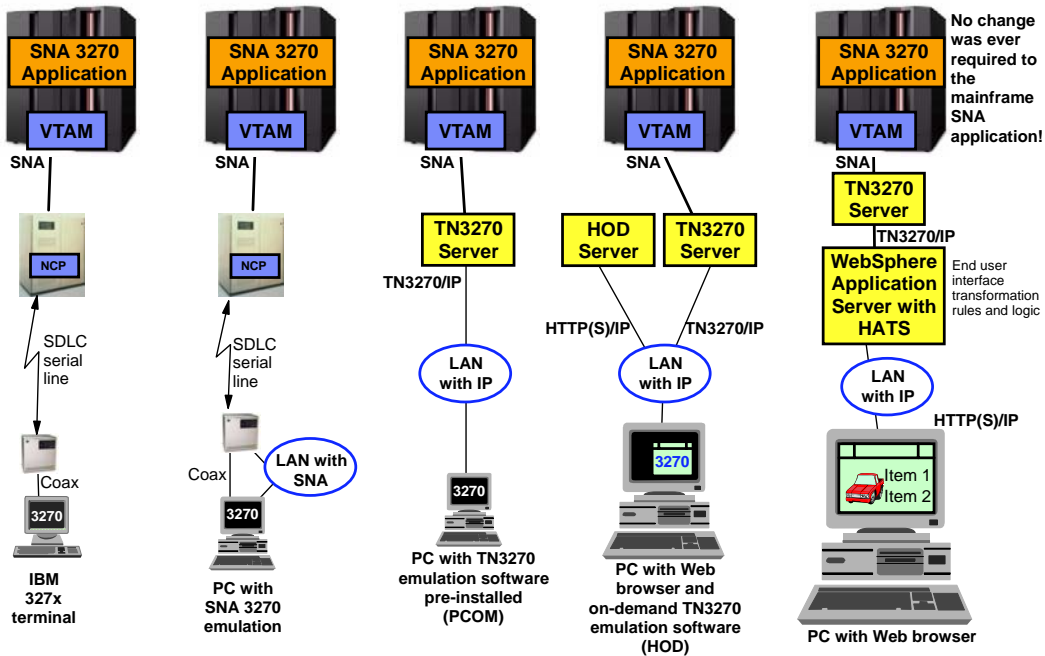 SNA 3270
Application
VTAM
SNA
NCP
SDLC
serial
line
Coax
3270
IBM
327x
terminal
SNA 3270
Application
VTAM
SNA
NCP
SDLC
serial
line
Coax
LAN with
SNA
3270
PC with
SNA 3270
emulation
SNA 3270
Application
VTAM
SNA
TN3270
Server
TN3270/IP
LAN
with IP
3270
PC with TN3270
emulation software
pre-installed
(PCOM)
SNA 3270
Application
VTAM
SNA
HOD
Server
TN3270
Server
HTTP(S)/IP
TN3270/IP
LAN
with IP
3270
PC with Web
browser and
on-demand TN3270
emulation software
(HOD)
SNA 3270
Application
VTAM
SNA
No change
was ever
required to
the
mainframe
SNA
application!
TN3270
Server
TN3270/IP
WebSphere
Application
Server with
HATS
End user
interface
transformation
rules and logic
LAN
with IP
HTTP(S)/IP
Item 1
Item 2
PC with Web browser